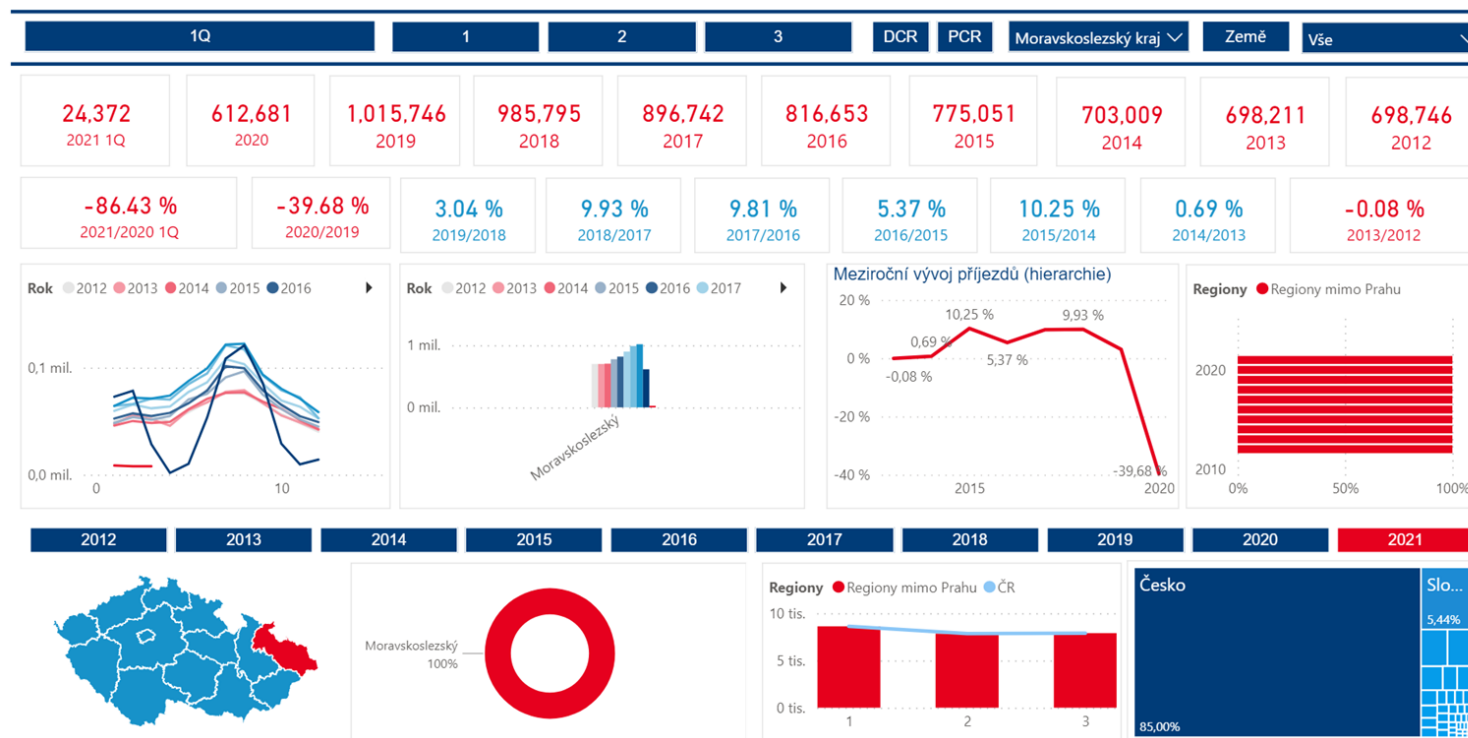 1Q 1 2 3 DCR PCR Moravskoslezský kraj Země Vše
24,372 612,681 1,015,746 985,795 896,742 816,653 775,051 703,009 698,211 698,746
2021 1Q 2020 2019 2018 2017 2016 2015 2014 2013 2012
-86.43 % -39.68 % 3.04 % 9.93 % 9.81 % 5.37 % 10.25 % 0.69 % -0.08 %
2021/2020 1Q 2020/2019 2019/2018 2018/2017 2017/2016 2016/2015 2015/2014 2014/2013 2013/2012
Rok 2012 2013 2014 2015 2016
0,1 mil.
0,0 mil.
0 10
Rok 2012 2013 2014 2015 2016 2017
1 mil.
0 mil.
Moravskoslezský
Meziroční vývoj příjezdů (hierarchie)
20 %
10,25 % 9,93 %
0,69 %
0 %
5,37 %
-0,08 %
-20 %
-39,68 %
-40 %
2015 2020
Regiony Regiony mimo Prahu
2020
2010
0% 50% 100%
2012 2013 2014 2015 2016 2017 2018 2019 2020 2021
Moravskoslezský
100%
Regiony Regiony mimo Prahu ČR
10 tis.
5 tis.
0 tis.
1 2 3
Česko Slo...
5,44%
85,00%